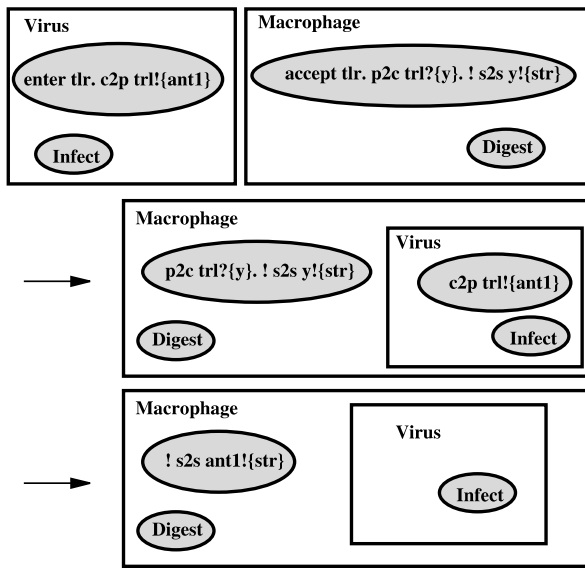 Virus
enter tlr. c2p trl!{ant1}
Infect
Macrophage
accept tlr. p2c trl?{y}. ! s2s y!{str}
Digest
Macrophage
p2c trl?{y}. ! s2s y!{str}
Digest
Virus
c2p trl!{ant1}
Infect
Macrophage
! s2s ant1!{str}
Digest
Virus
Infect